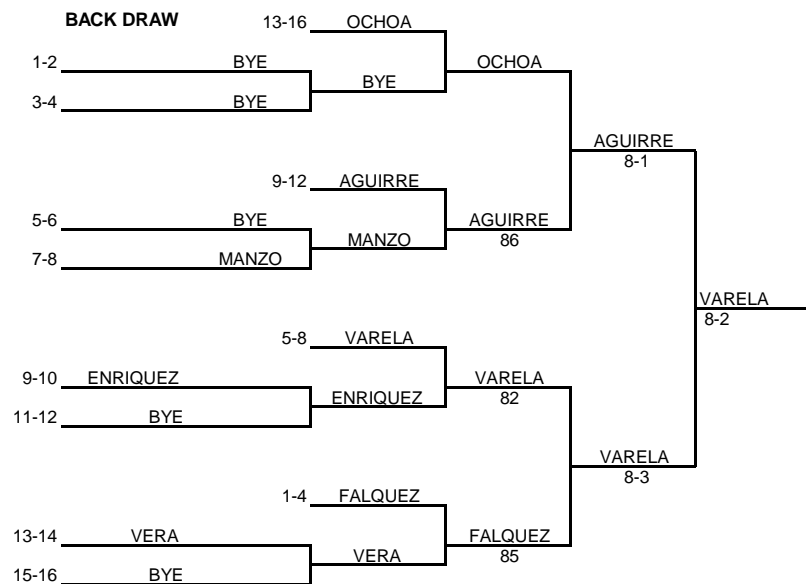 BACK DRAW
13-16 OCHOA
1-2 BYE OCHOA
BYE
3-4 BYE
AGUIRRE
8-1
9-12 AGUIRRE
5-6 BYE AGUIRRE
MANZO 86
7-8 MANZO
VARELA
8-2
5-8 VARELA
9-10 ENRIQUEZ VARELA
ENRIQUEZ 82
11-12 BYE
VARELA
8-3
1-4 FALQUEZ
13-14 VERA FALQUEZ
VERA 85
15-16 BYE